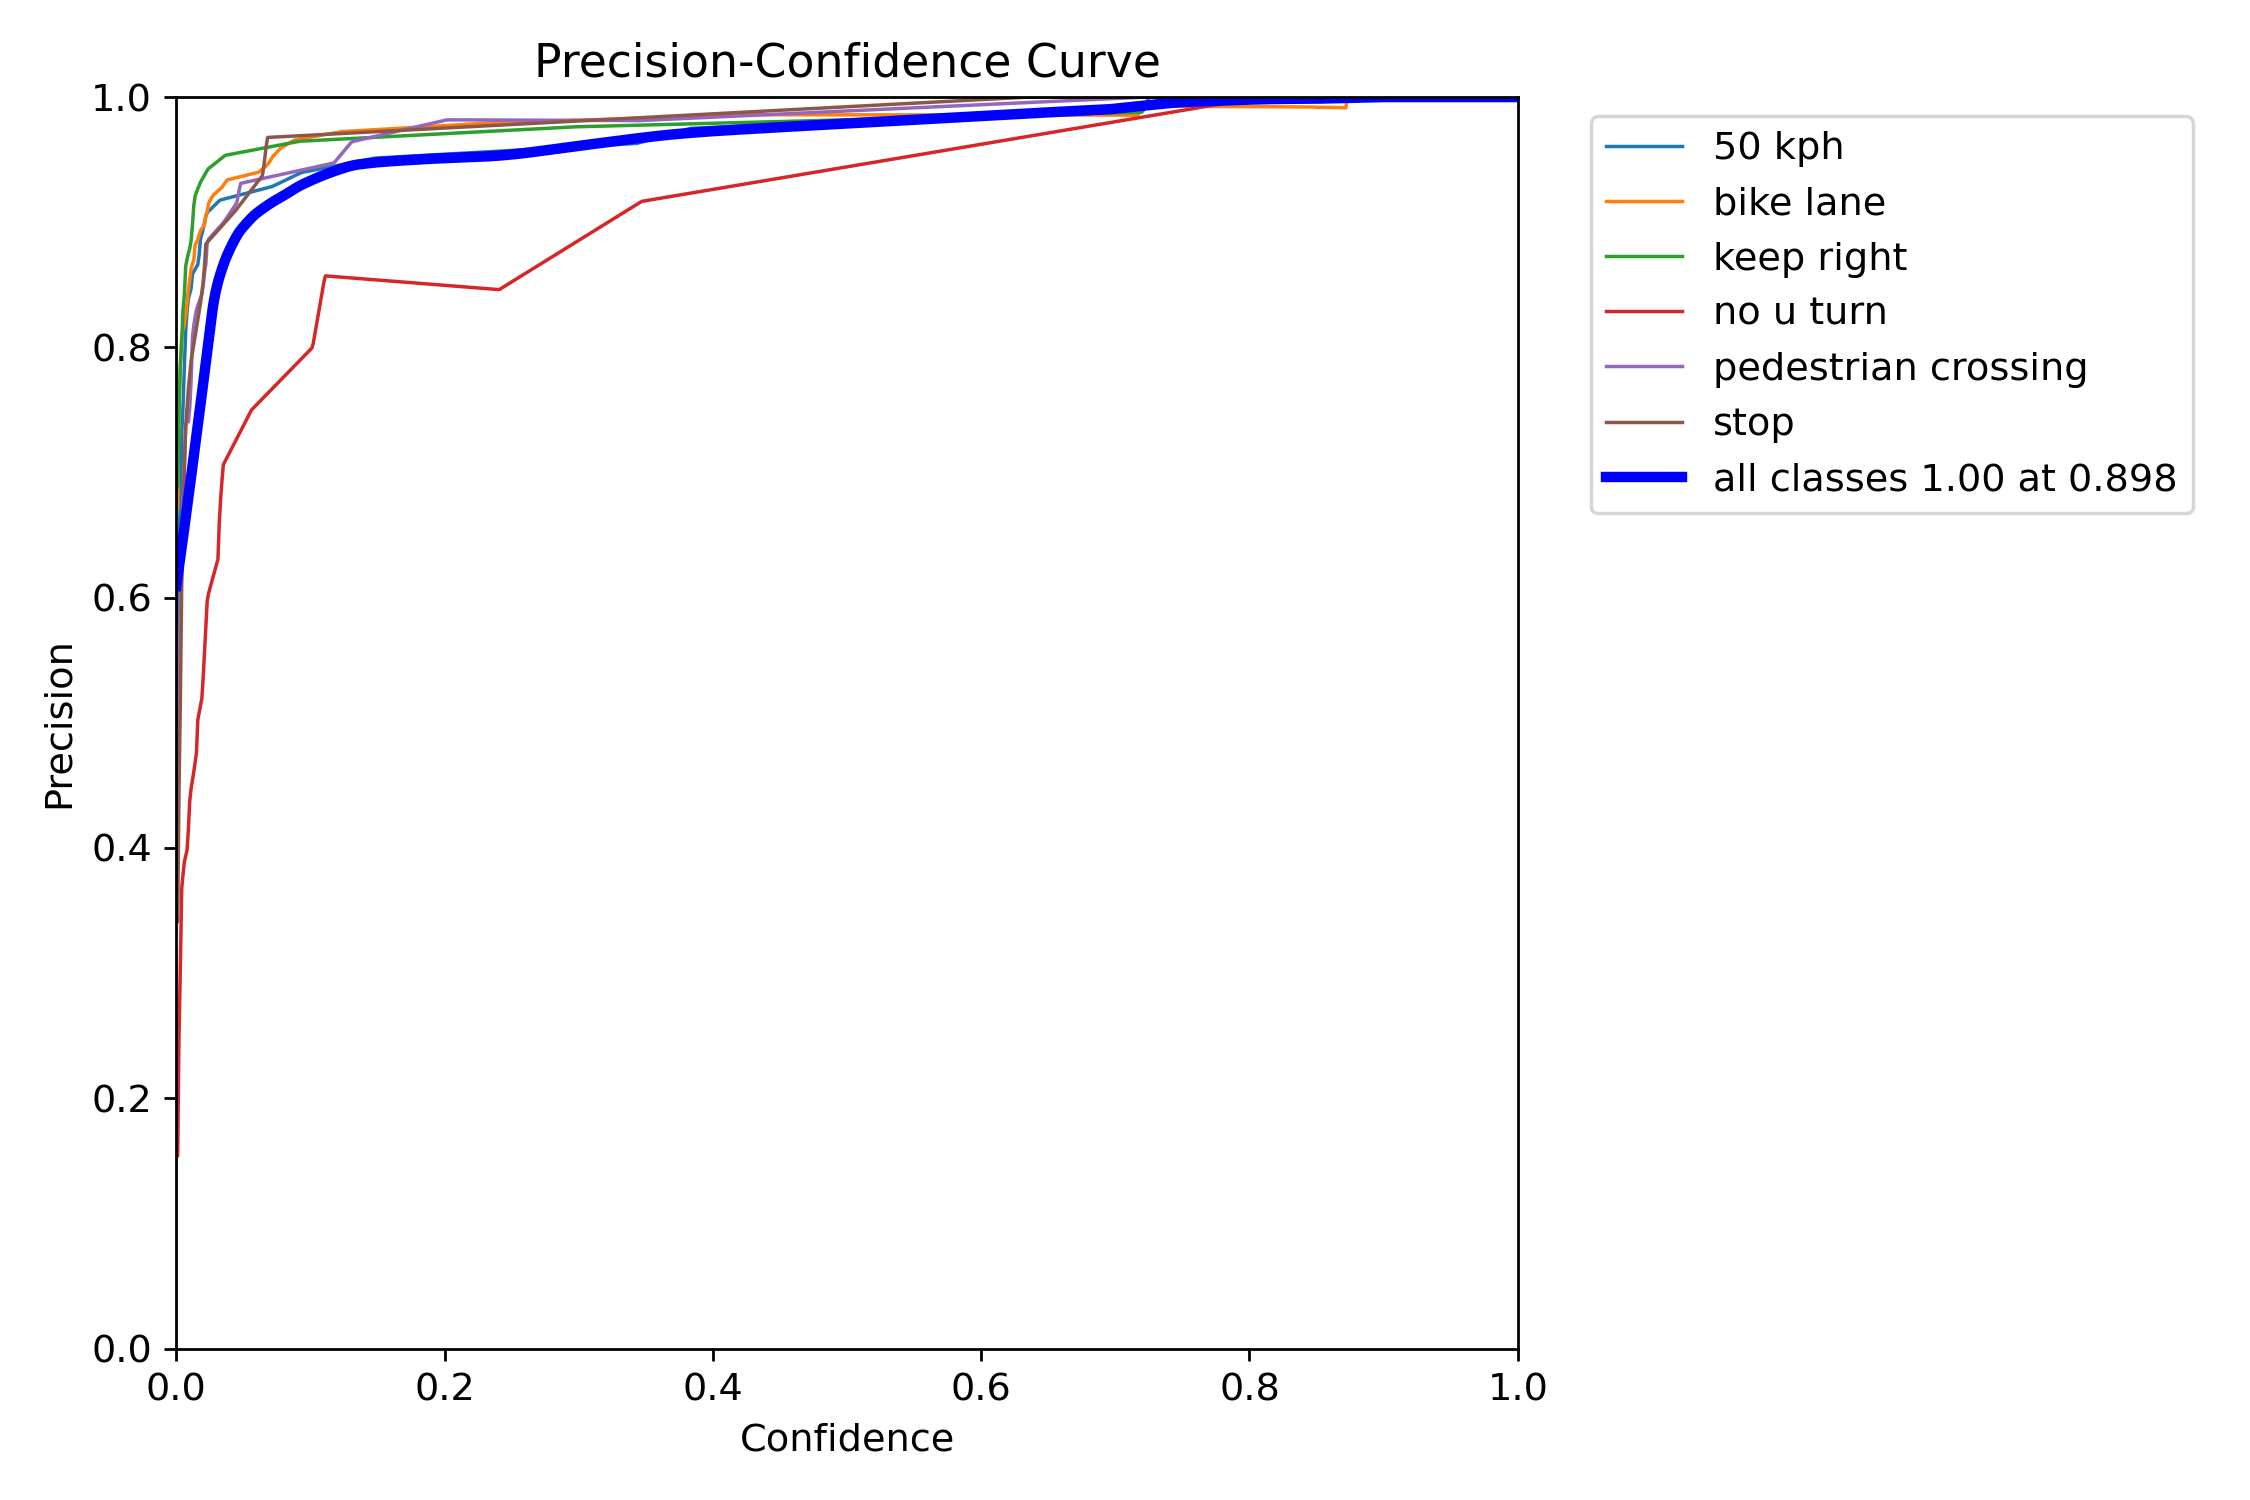 Precision-Confidence Curve
1.0
0.8
0.6
0.4
0.2
0.0
Precision
0.0 0.2 0.4 0.6 0.8 1.0
Confidence
50 kph
bike lane
keep right
no u turn
pedestrian crossing
stop
all classes 1.00 at 0.898